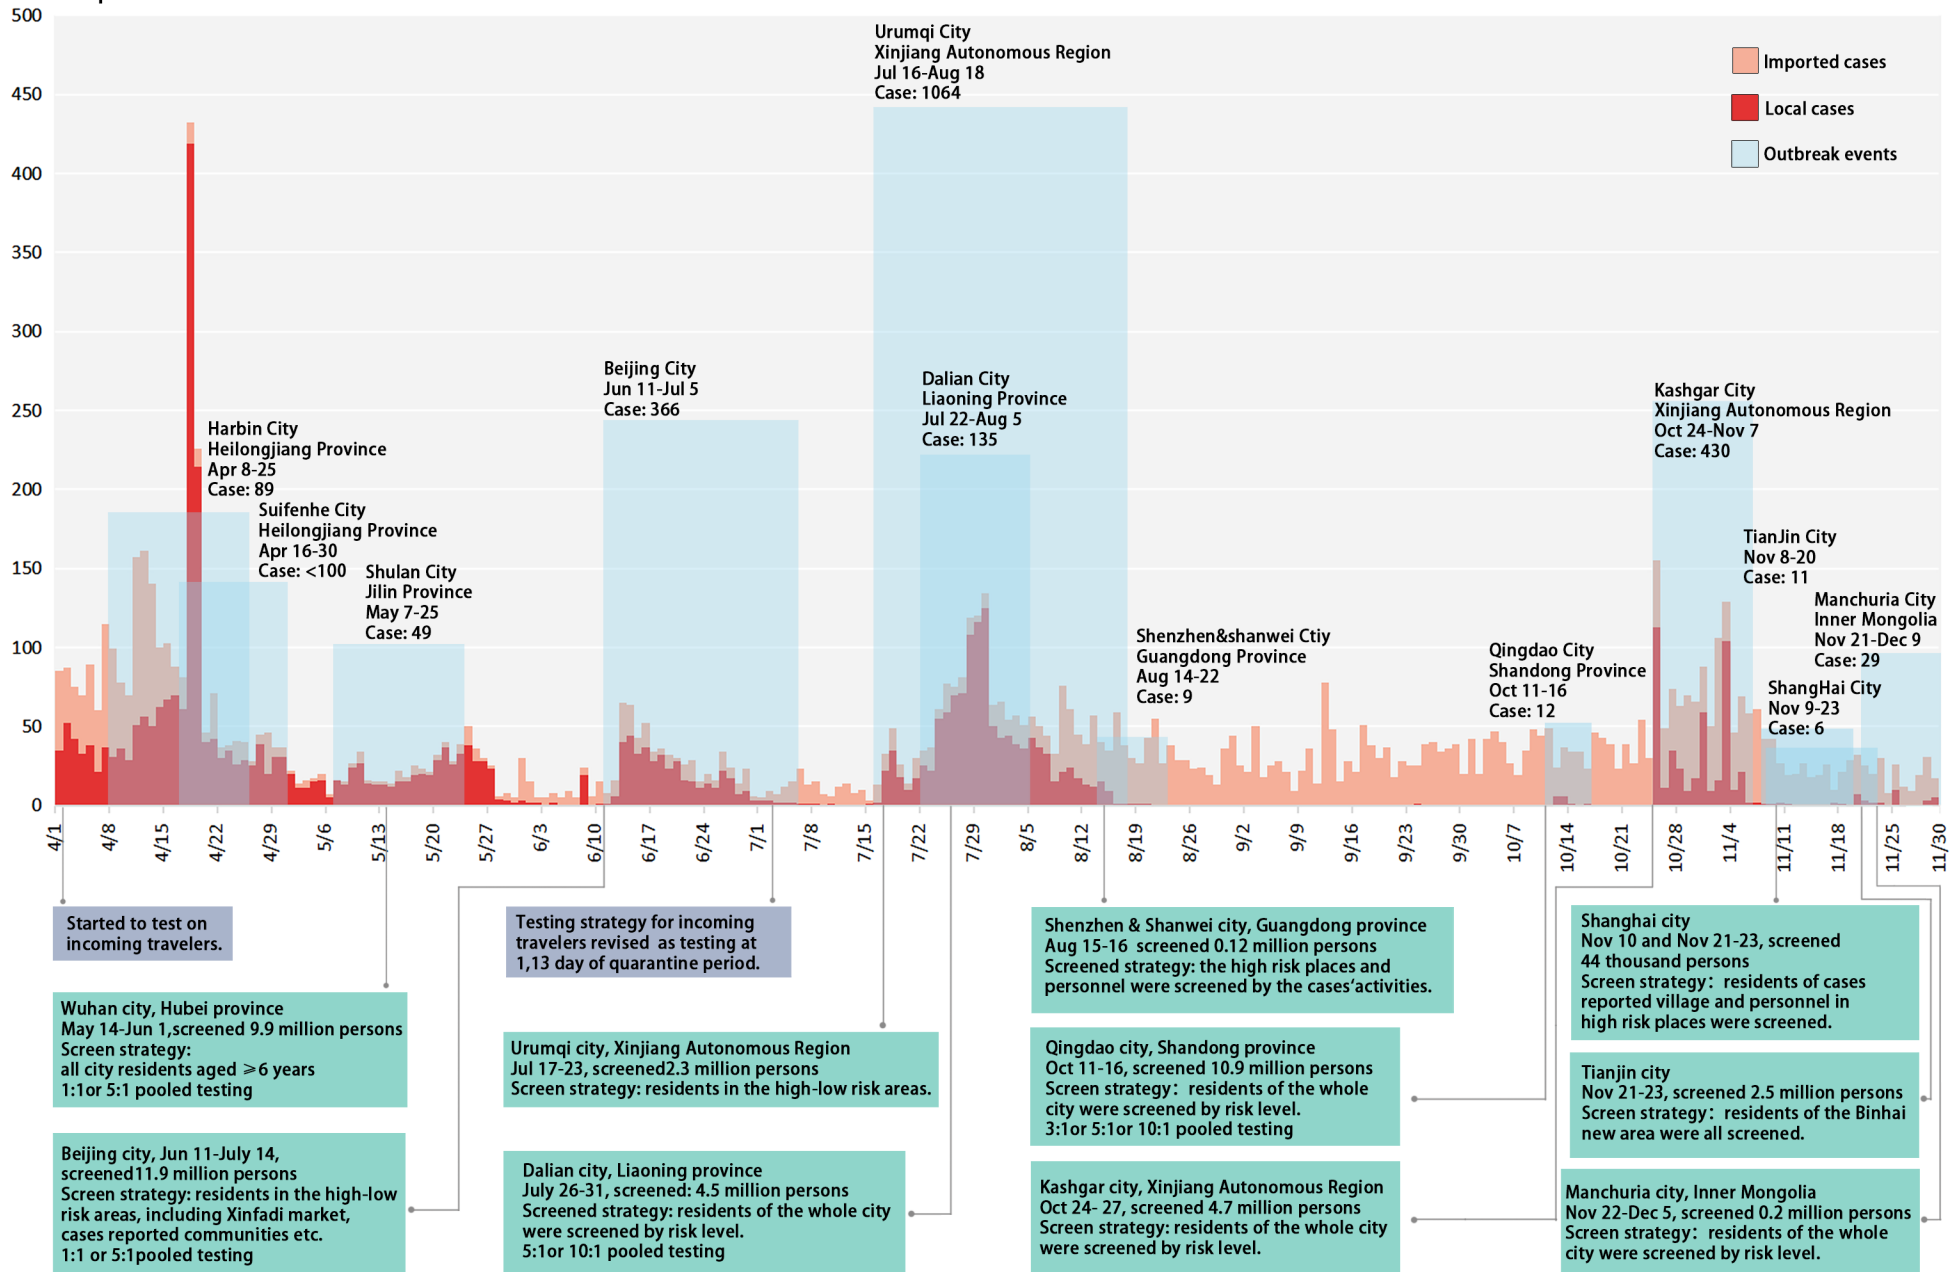 500
450
400
350
300
250
200
150
100
50
0
Imported cases
Local cases
Outbreak events
Urumqi City
Xinjiang Autonomous Region
Jul 16-Aug 18
Case: 1064
Beijing City
Jun 11-Jul 5
Case: 366
Dalian City
Liaoning Province
Jul 22-Aug 5
Case: 135
Harbin City
Heilongjiang Province
Apr 8-25
Case: 89
Suifenhe City
Heilongjiang Province
Apr 16-30
Case: <100
Shulan City
Jilin Province
May 7-25
Case: 49
Shenzhen&shanwei Ctiy
Guangdong Province
Aug 14-22
Case: 9
Qingdao City
Shandong Province
Oct 11-16
Case: 12
Kashgar City
Xinjiang Autonomous Region
Oct 24-Nov 7
Case: 430
TianJin City
Nov 8-20
Case: 11
Manchuria City
Inner Mongolia
Nov 21-Dec 9
Case: 29
ShangHai City
Nov 9-23
Case: 6
4/1
4/8
4/15
4/22
4/29
5/6
5/13
5/20
5/27
6/3
6/10
6/17
6/24
7/1
7/8
7/15
7/22
7/29
8/5
8/12
8/19
8/26
9/2
9/9
9/16
9/23
9/30
10/7
10/14
10/21
10/28
11/4
11/11
11/18
11/25
11/30
Started to test on
incoming travelers.
Testing strategy for incoming
travelers revised as testing at
1,13 day of quarantine period.
Wuhan city, Hubei province
May 14-Jun 1,screened 9.9 million persons
Screen strategy:
all city residents aged ⩾6 years
1:1or 5:1 pooled testing
Beijing city, Jun 11-July 14,
screened11.9 million persons
Screen strategy: residents in the high-low
risk areas, including Xinfadi market,
cases reported communities etc.
1:1 or 5:1pooled testing
Urumqi city, Xinjiang Autonomous Region
Jul 17-23, screened2.3 million persons
Screen strategy: residents in the high-low risk areas.
Dalian city, Liaoning province
July 26-31, screened: 4.5 million persons
Screened strategy: residents of the whole city
were screened by risk level.
5:1or 10:1 pooled testing
Shenzhen & Shanwei city, Guangdong province
Aug 15-16 screened 0.12 million persons
Screened strategy: the high risk places and
personnel were screened by the cases'activities.
Qingdao city, Shandong province
Oct 11-16, screened 10.9 million persons
Screen strategy: residents of the whole
city were screened by risk level.
3:1or 5:1or 10:1 pooled testing
Kashgar city, Xinjiang Autonomous Region
Oct 24- 27, screened 4.7 million persons
Screen strategy: residents of the whole city
were screened by risk level.
Shanghai city
Nov 10 and Nov 21-23, screened
44 thousand persons
Screen strategy: residents of cases
reported village and personnel in
high risk places were screened.
Tianjin city
Nov 21-23, screened 2.5 million persons
Screen strategy: residents of the Binhai
new area were all screened.
Manchuria city, Inner Mongolia
Nov 22-Dec 5, screened 0.2 million persons
Screen strategy: residents of the whole
city were screened by risk level.